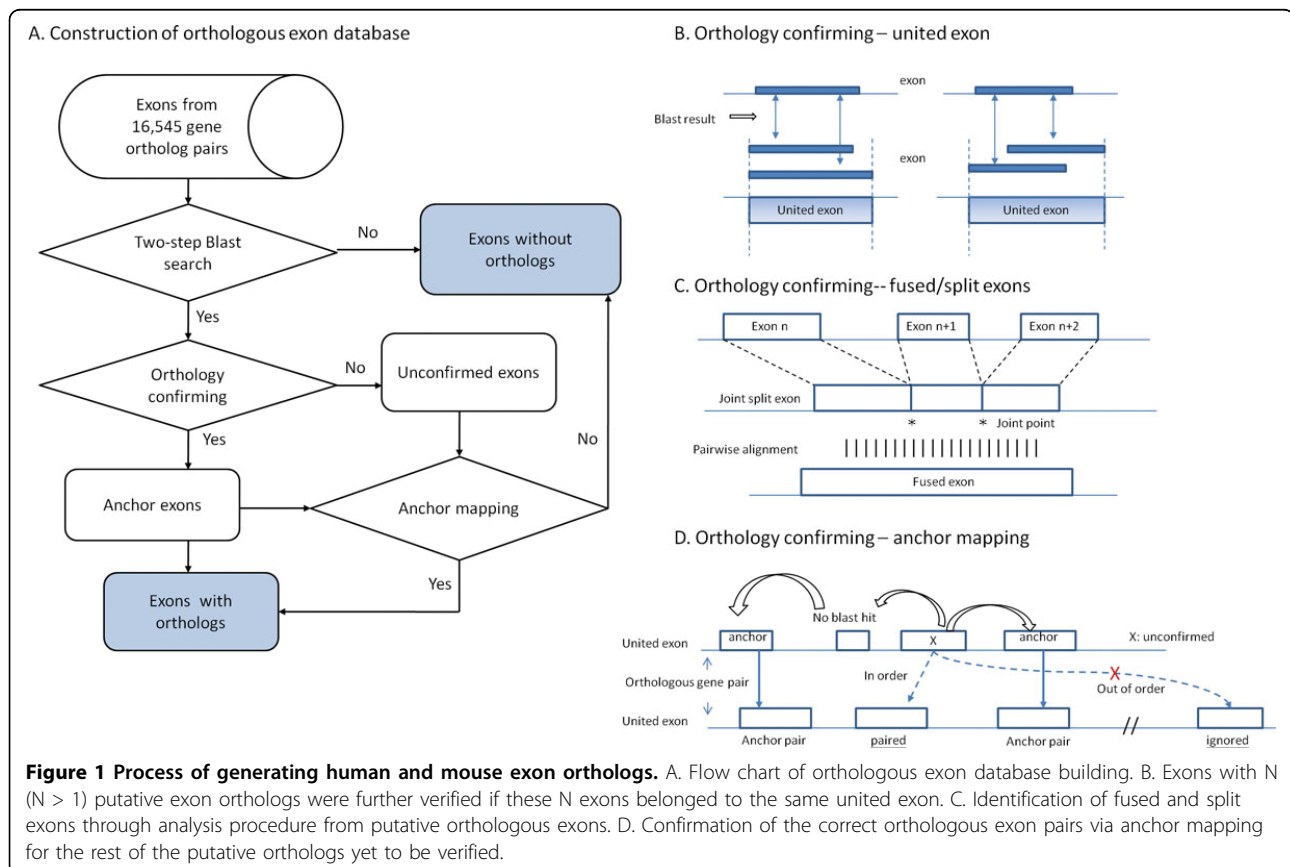 A. Construction of orthologous exon database
Exons from
16,545 gene
ortholog pairs
Two-step Blast
search
No
Exons without
orthologs
Yes
Orthology
confirming
No
Unconfirmed exons
Yes
No
Anchor exons
Anchor mapping
Yes
Exons with
orthologs
B. Orthology confirming – united exon
exon
Blast result
exon
United exon
United exon
C. Orthology confirming-- fused/split exons
Exon n
Exon n+1
Exon n+2
Joint split exon
* * Joint point
Pairwise alignment
Fused exon
D. Orthology confirming – anchor mapping
No blast hit
United exon
anchor
X
anchor
X: unconfirmed
Orthologous gene pair
In order
X
Out of order
United exon
//
Anchor pair
paired
Anchor pair
ignored
Figure 1 Process of generating human and mouse exon orthologs. A. Flow chart of orthologous exon database building. B. Exons with N
(N > 1) putative exon orthologs were further verified if these N exons belonged to the same united exon. C. Identification of fused and split
exons through analysis procedure from putative orthologous exons. D. Confirmation of the correct orthologous exon pairs via anchor mapping
for the rest of the putative orthologs yet to be verified.